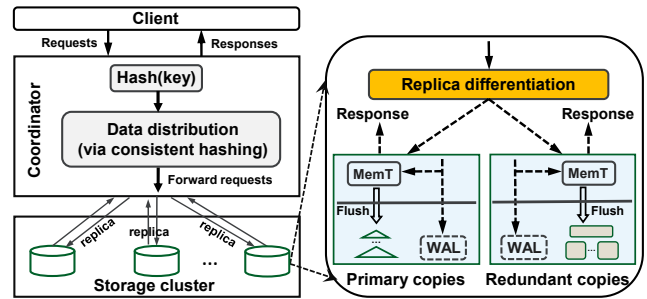 Client
Requests
Responses
Coordinator
Hash(key)
Data distribution
(via consistent hashing)
Forward requests
replica
replica
replica
...
Storage cluster
Replica differentiation
Response
Response
MemT
MemT
Flush
Flush
...
...
WAL
WAL
Primary copies
Redundant copies